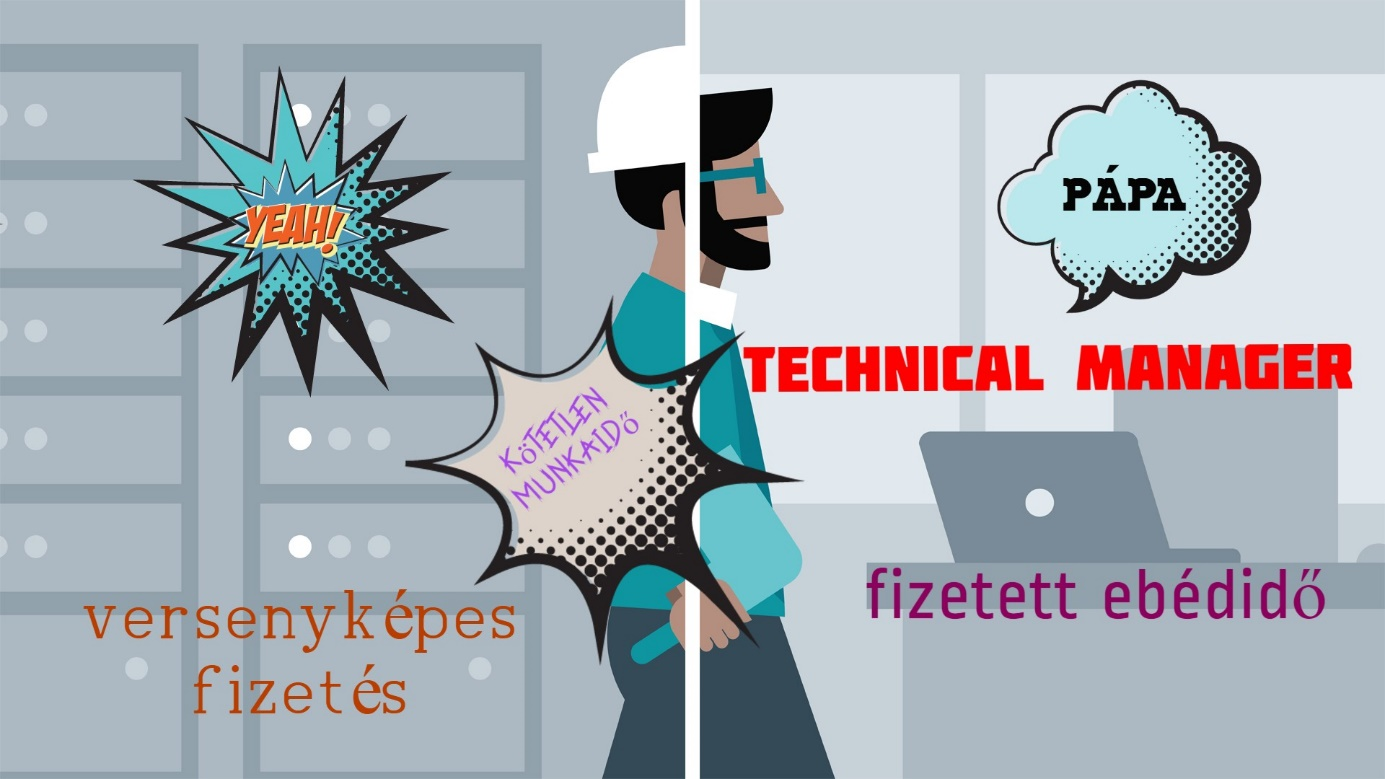 YEAH!
PÁPA
TECHNICAL MANAGER
KÖTETLEN
MUNKAIDŐ
fizetett ebédidő
versenyképes
fizetés